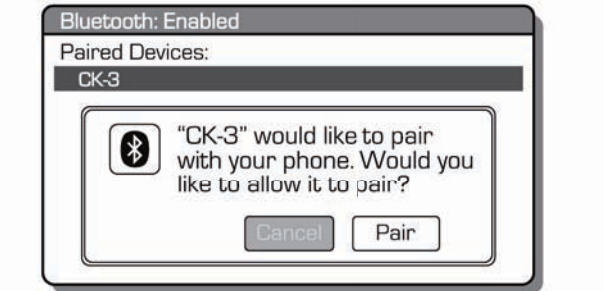 Bluetooth: Enabled
Paired Devices:
CK-3
“CK-3” would like to pair
with your phone. Would you
like to allow it to pair?
Cancel Pair